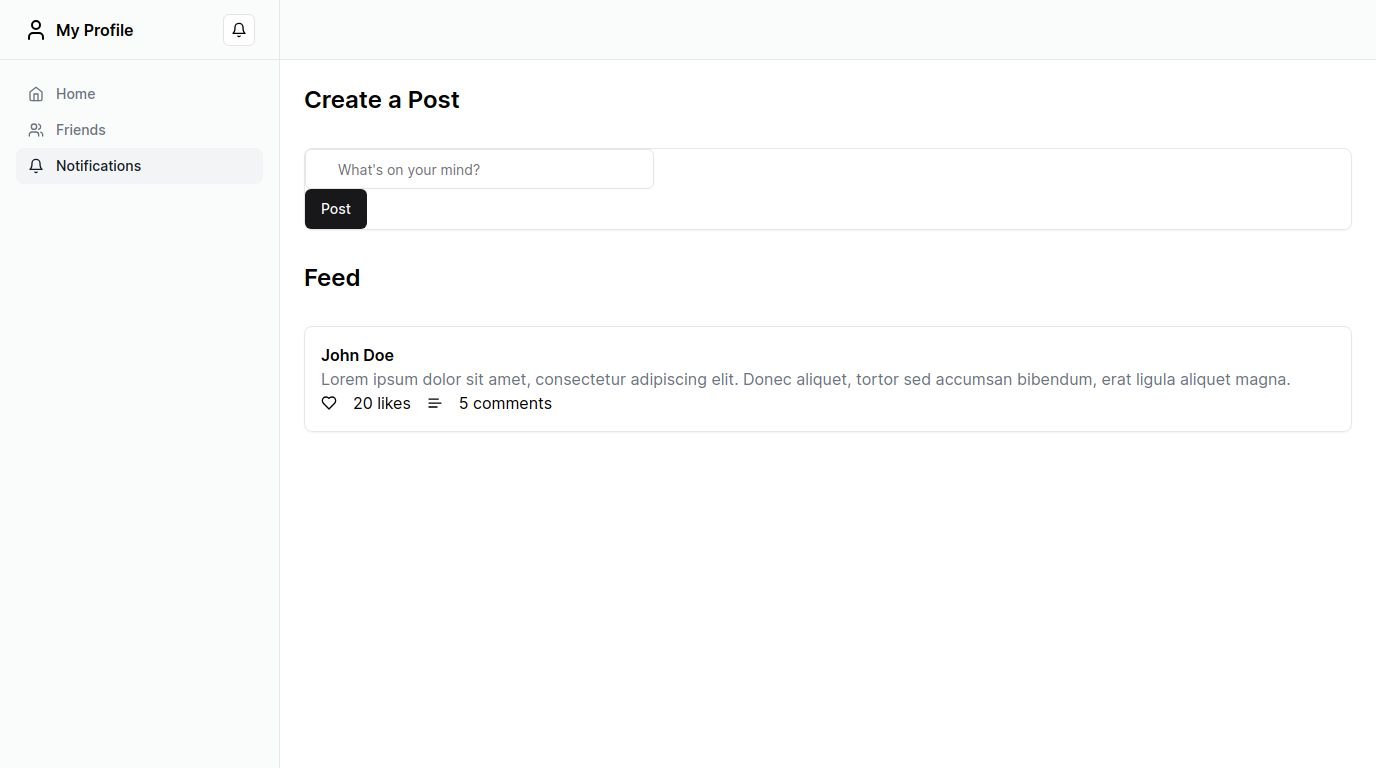 My Profile
Home
Friends
Notifications
Create a Post
What's on your mind?
Post
Feed
John Doe
Lorem ipsum dolor sit amet, consectetur adipiscing elit. Donec aliquet, tortor sed accumsan bibendum, erat ligula aliquet magna.
20 likes 5 comments